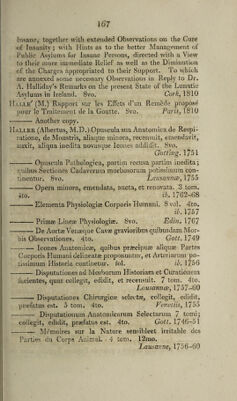 167
Insane, together with extended Observations on the Cure
of Insanity; with Hints as to the better Management of
Public Asylums for Insane Persons, directed with a View
to their more immediate Relief as well as the Diminution
of the Charges appropriated to their Support. To which
are annexed some necessary Observations in Reply to Dr.
A. Halliday's Remarks on the present State of the Lunatic
Asylums in Ireland. 8vo. Cork, 1810
HALLÉ (M.) Rapport sur les Effets d'un Remède proposé
pour le Traitement de la Goutte. 8vo. Paris, 1810
—— Another copy.
HALLER (Albertus, M.D.) Opuscula sua Anatomica de Respi-
ratione, de Monstris, aliaque minora, recensuit, emendavit,
auxit, aliqua inedita novasque Icones addidit. 8vo.
Gotting. 1751
—— Opuscula Pathologica, partim recusa partim inedita;
quibus Sectiones Cadaverum morbosorum potissimum con-
tinentur. 8vo. Lausannæ, 1755
—— Opera minora, emendata, aucta, et renovata. 3 tom.
4to. ib. 1762-68
—— Elementa Physiologiæ Corporis Humani. 8 vol. 4to.
ib. 1757
—— Primæ Lineæ Physiologiæ. 8vo. Edin. 1767
—— De Aortæ Venæque Cavæ gravioribus quibusdam Mor-
bis Observationes. 4to. Gott. 1749
—— Icones Anatomicæ, quibus præcipuæ aliquæ Partes
Corporis Humani delineatæ proponuntur, et Arteriarum po-
tissimum Historia continetur. fol. ib. 1756
—— Disputationes ad Morborum Historiam et Curationem
facientes, quas collegit, edidit, et recensuit. 7 tom. 4to.
Lausannæ, 1757-60
—— Disputationes Chirurgicæ selectæ, collegit, edidit,
præfatus est. 5 tom. 4to. Venetiis, 1755
—— Disputationum Anatomicarum Selectarum 7 tomi;
collegit, edidit, præfatus est. 4to. Gott. 1746-51
—— Mémoires sur la Nature sensibleet irritable des
Parties du Corps Animal. 4 tom. 12mo.
Lausanne, 1756-60